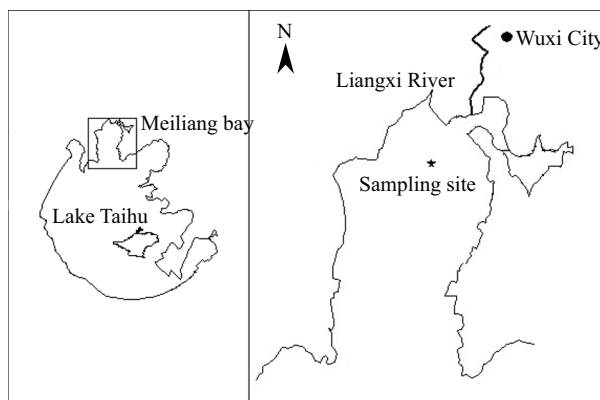 Meiliang bay
Lake Taihu
N
Wuxi City
Liangxi River
Sampling site